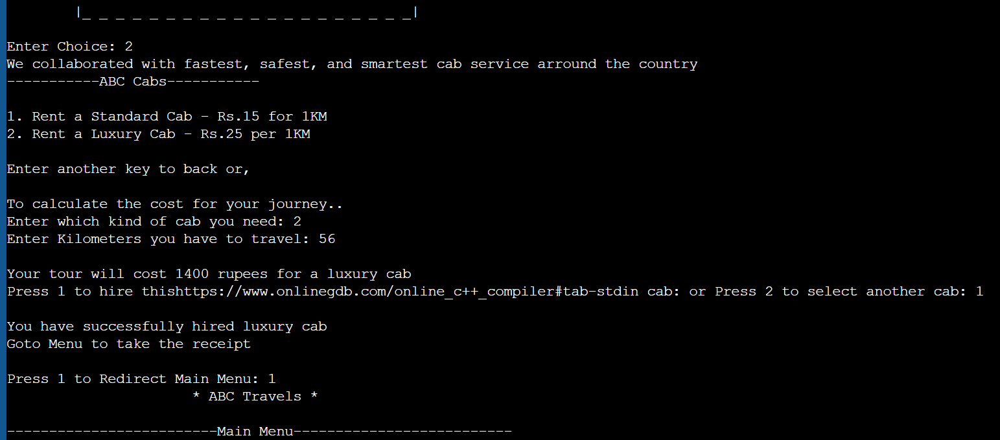 |_ _ _ _ _ _ _ _ _ _ _ _ _ _ _ _ _ _ _ _|
Enter Choice: 2
We collaborated with fastest, safest, and smartest cab service arround the country
-----------ABC Cabs-----------
1. Rent a Standard Cab - Rs.15 for 1KM
2. Rent a Luxury Cab - Rs.25 per 1KM
Enter another key to back or,
To calculate the cost for your journey..
Enter which kind of cab you need: 2
Enter Kilometers you have to travel: 56
Your tour will cost 1400 rupees for a luxury cab
Press 1 to hire thishttps://www.onlinegdb.com/online_c++_compiler#tab-stdin cab: or Press 2 to select another cab: 1
You have successfully hired luxury cab
Goto Menu to take the receipt
Press 1 to Redirect Main Menu: 1
* ABC Travels *
-------------------------Main Menu--------------------------